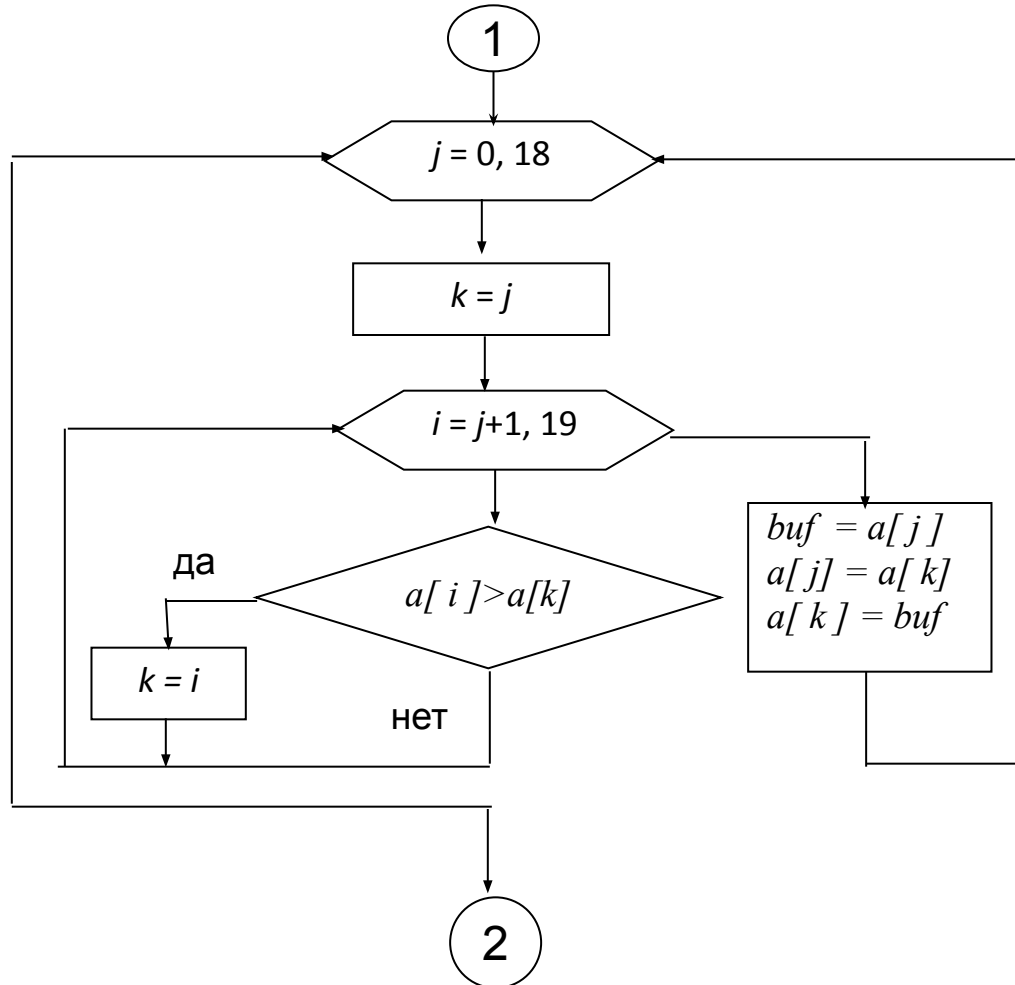 1
j = 0, 18
k = j
i = j+1, 19
да
a[ i ]>a[k]
k = i
нет
buf = a[ j ]
a[ j] = a[ k]
a[ k ] = buf
2